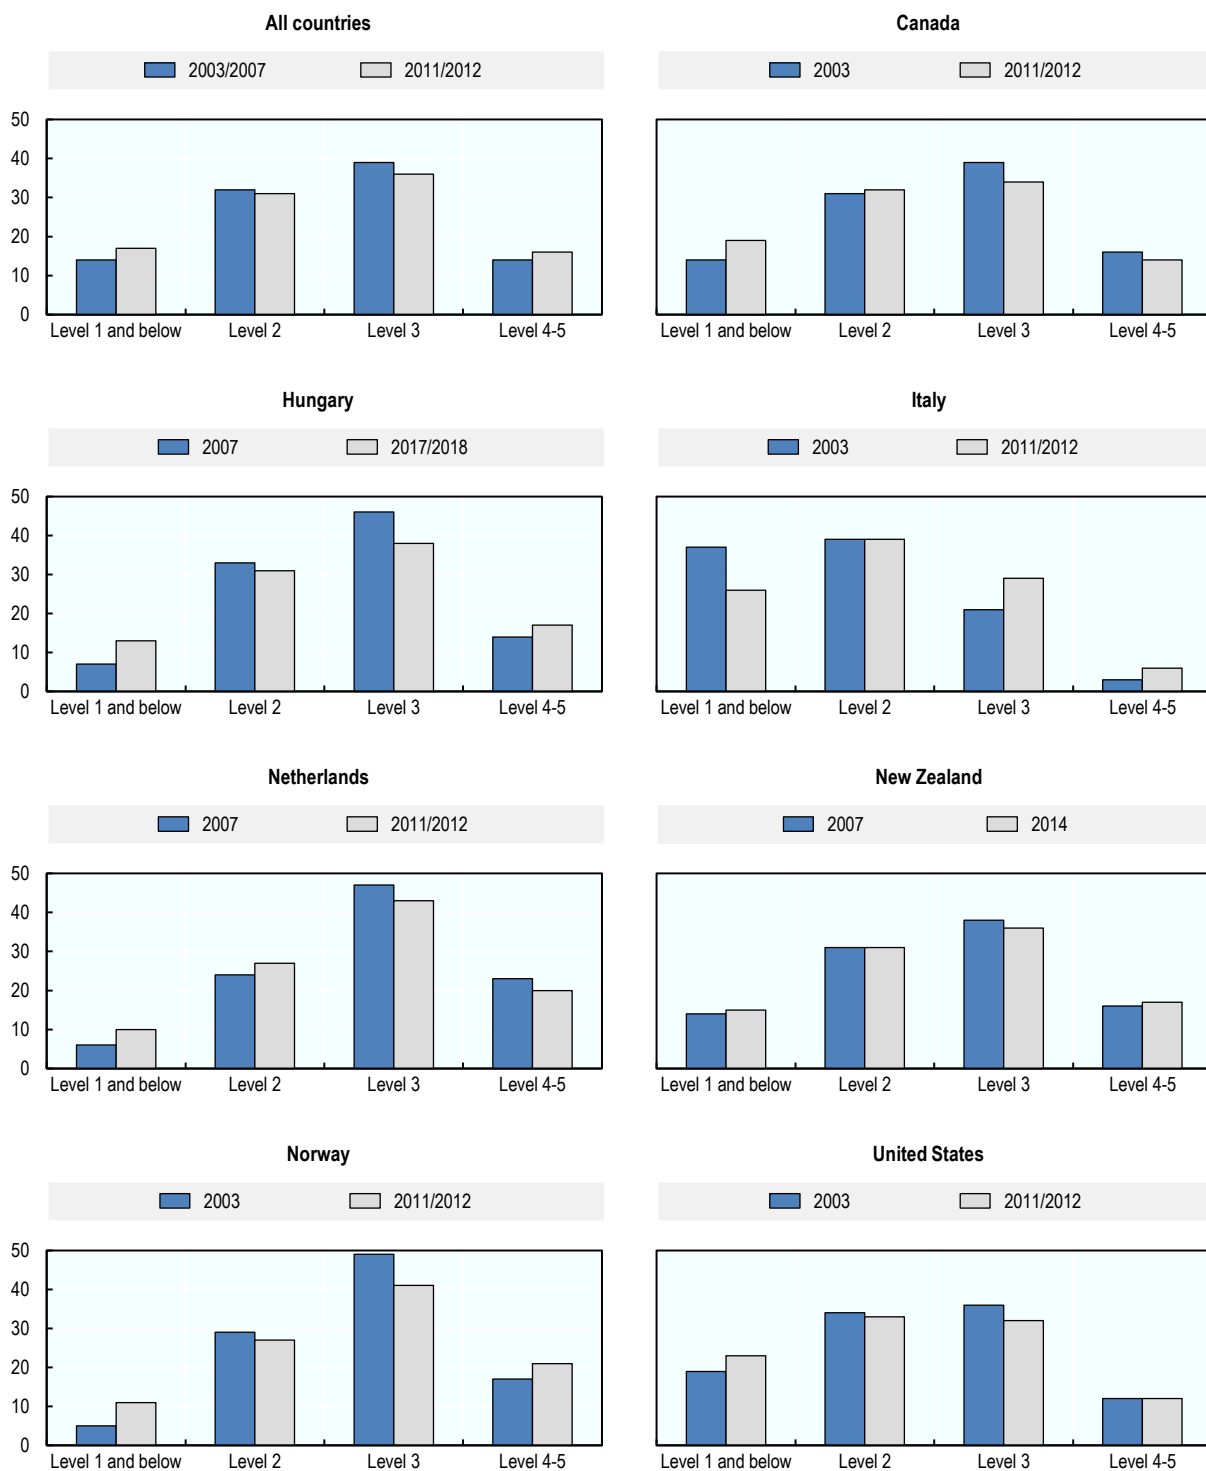 All countries
2003/2007 2011/2012
50
40
30
20
10
0
Level 1 and below Level 2 Level 3 Level 4-5
Canada
2003 2011/2012
Level 1 and below Level 2 Level 3 Level 4-5
Hungary
2007 2017/2018
50
40
30
20
10
0
Level 1 and below Level 2 Level 3 Level 4-5
Italy
2003 2011/2012
Level 1 and below Level 2 Level 3 Level 4-5
Netherlands
2007 2011/2012
50
40
30
20
10
0
Level 1 and below Level 2 Level 3 Level 4-5
New Zealand
2007 2014
Level 1 and below Level 2 Level 3 Level 4-5
Norway
2003 2011/2012
50
40
30
20
10
0
Level 1 and below Level 2 Level 3 Level 4-5
United States
2003 2011/2012
Level 1 and below Level 2 Level 3 Level 4-5